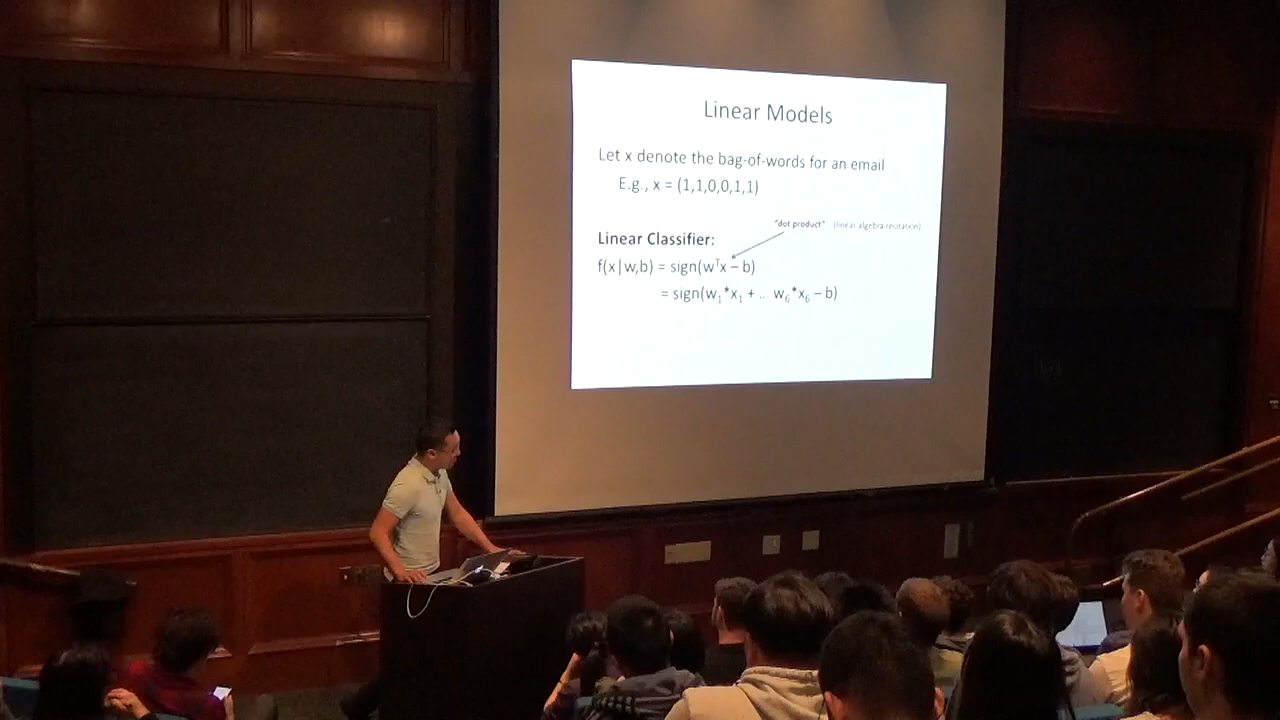 Linear Models
Let x denote the bag-of-words for an email
E.g., x = (1,1,0,0,1,1)
"dot product" (linear algebra recitation)
Linear Classifier:
f(x|w,b) = sign(wᵀx – b)
= sign(w₁*x₁ + .. w₆*x₆ – b)